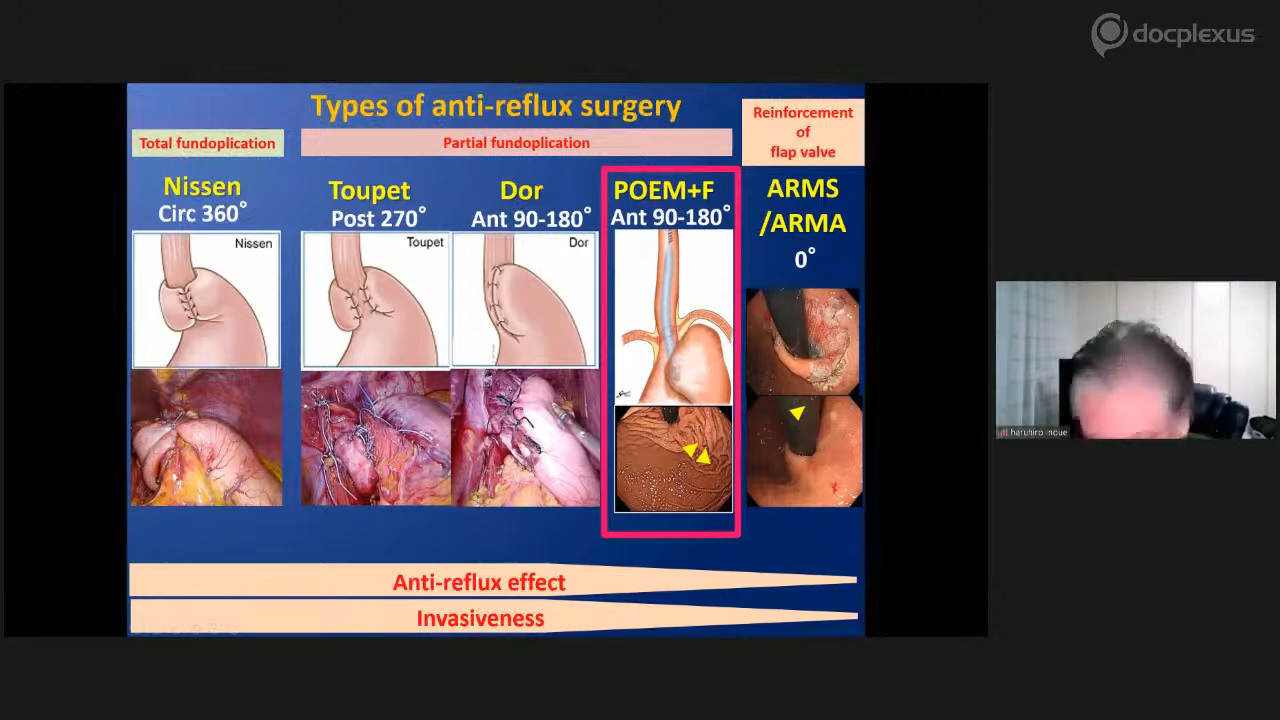 docplexus
Types of anti-reflux surgery
Total fundoplication
Partial fundoplication
Reinforcement
of
flap valve
Nissen
Circ 360°
Toupet
Post 270°
Dor
Ant 90-180°
POEM+F
Ant 90-180°
ARMS
/ARMA
0°
Nissen
Toupet
Dor
Anti-reflux effect
Invasiveness
haruhiro inoue